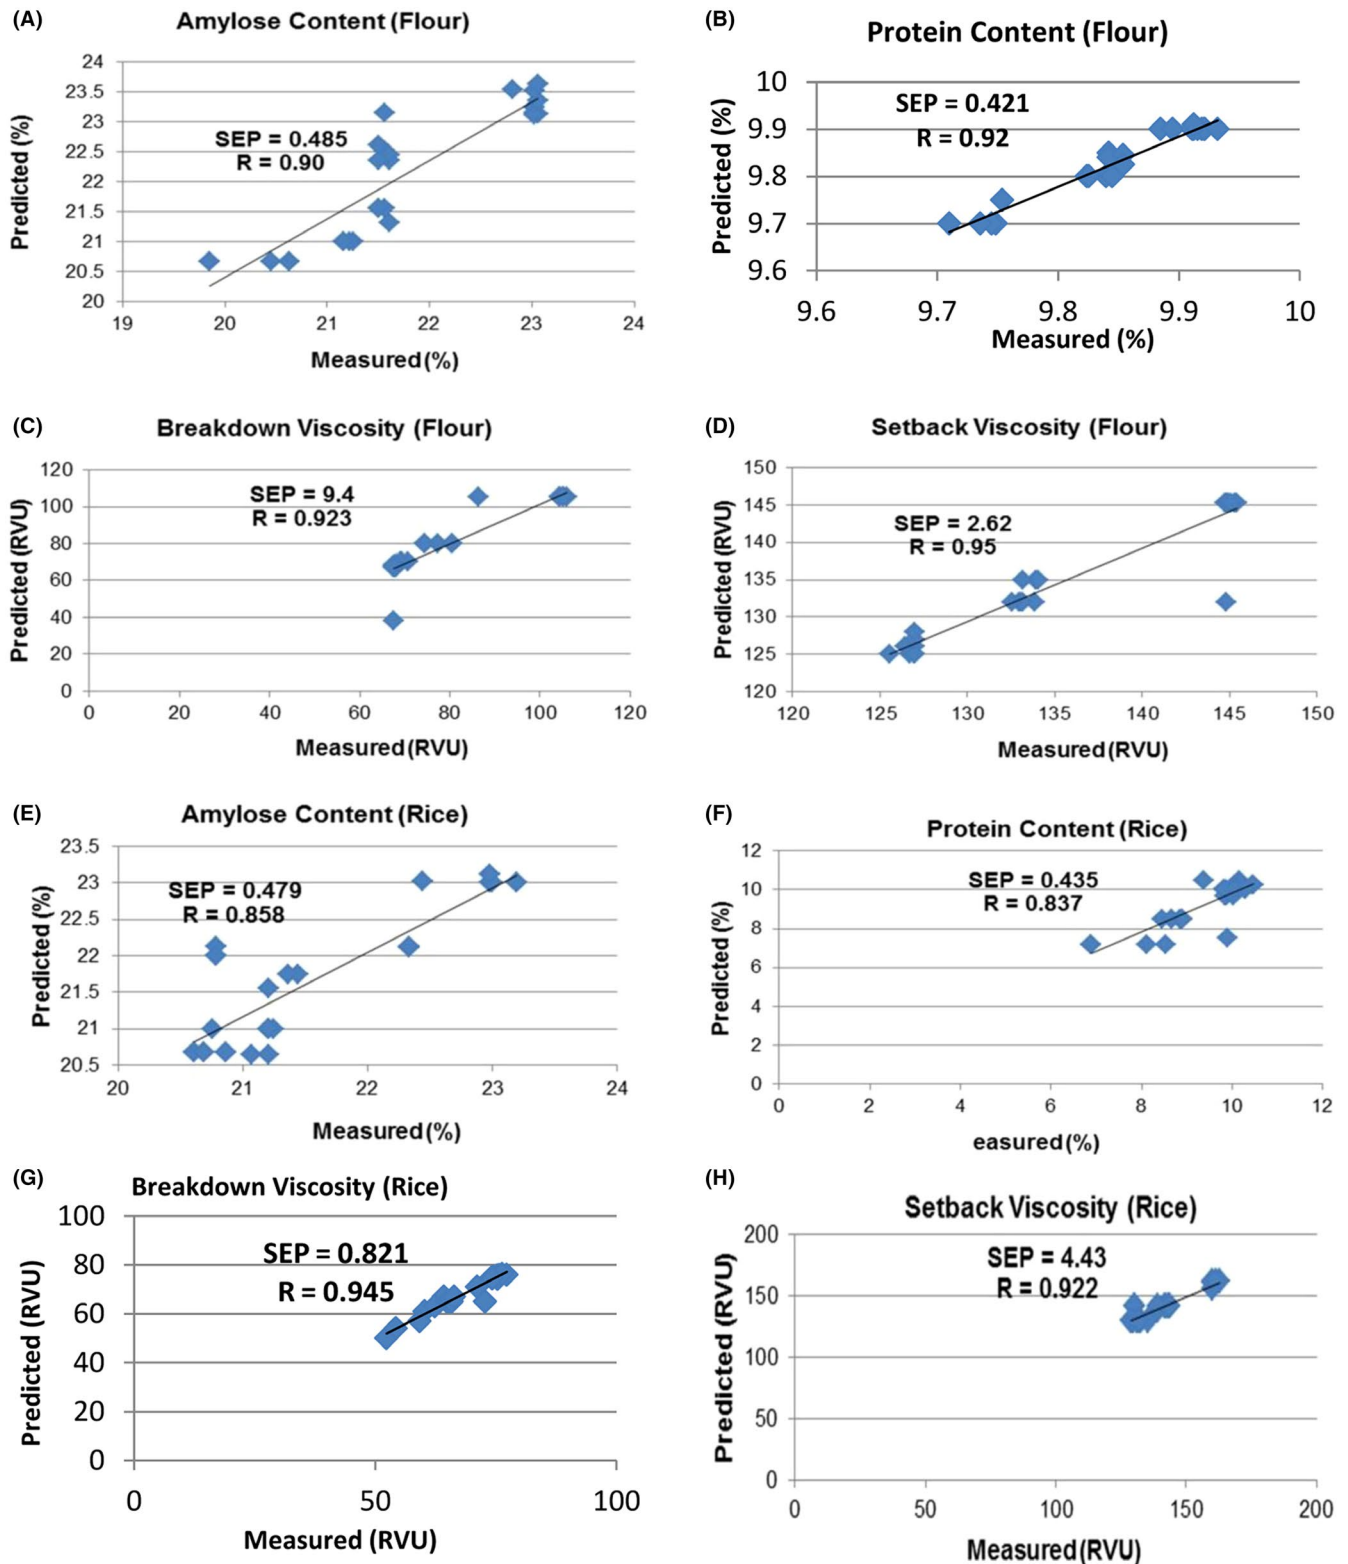 (A)
Amylose Content (Flour)
24
23.5
23
22.5
22
21.5
21
20.5
20
Predicted (%)
SEP = 0.485
R = 0.90
19 20 21 22 23 24
Measured (%)
(B)
Protein Content (Flour)
10
9.9
9.8
9.7
9.6
Predicted (%)
SEP = 0.421
R = 0.92
9.6 9.7 9.8 9.9 10
Measured (%)
(C)
Breakdown Viscosity (Flour)
120
100
80
60
40
20
0
Predicted (RVU)
SEP = 9.4
R = 0.923
0 20 40 60 80 100 120
Measured (RVU)
(D)
Setback Viscosity (Flour)
150
145
140
135
130
125
120
Predicted (RVU)
SEP = 2.62
R = 0.95
120 125 130 135 140 145 150
Measured (RVU)
(E)
Amylose Content (Rice)
23.5
23
22.5
22
21.5
21
20.5
Predicted (%)
SEP = 0.479
R = 0.858
20 21 22 23 24
Measured (%)
(F)
Protein Content (Rice)
12
10
8
6
4
2
0
Predicted (%)
SEP = 0.435
R = 0.837
0 2 4 6 8 10 12
easured (%)
(G)
Breakdown Viscosity (Rice)
100
80
60
40
20
0
Predicted (RVU)
SEP = 0.821
R = 0.945
0 50 100
Measured (RVU)
(H)
Setback Viscosity (Rice)
200
150
100
50
0
Predicted (RVU)
SEP = 4.43
R = 0.922
0 50 100 150 200
Measured (RVU)